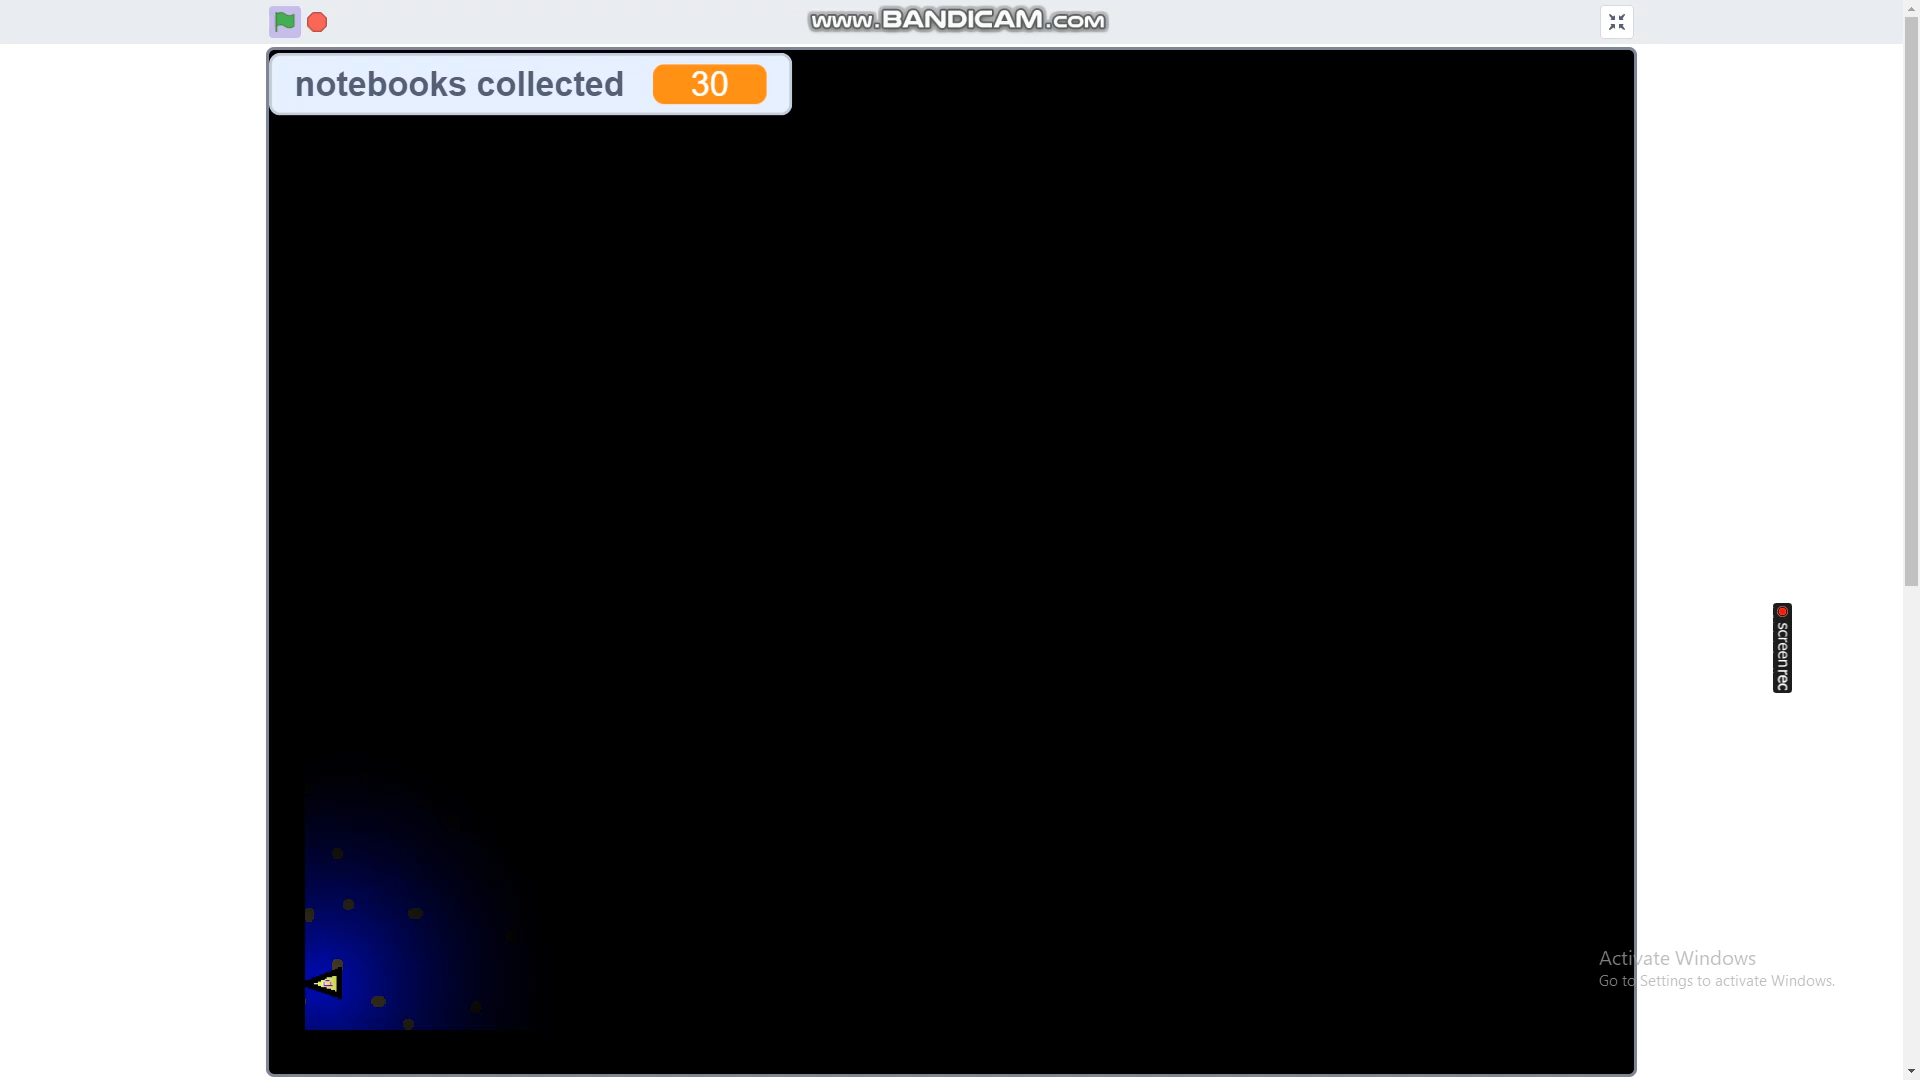 www.BANDICAM.com
notebooks collected 30
screenrec
Activate Windows
Go to Settings to activate Windows.